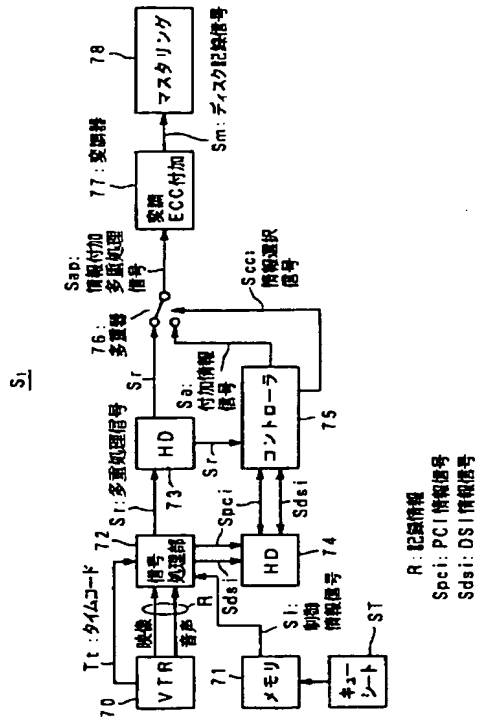 S1
Tt：タイムコード
70
VTR
映像
音声
R
72
信号
処理部
Sr：多重処理信号
73
HD
Sr
Sr
76：
多重器
Sap：
情報付加
多重処理
信号
77：変調器
変調
ECC付加
Sm：ディスク記録信号
78
マスタリング
Sa：
付加情報
信号
Scc：
情報選択
信号
コントローラ
75
Spci
Sdsi
Sdsi
HD
74
71
メモリ
Si：
制御
情報信号
キュー
シート
ST
R：記録情報
Spci：PCI情報信号
Sdsi：DSI情報信号